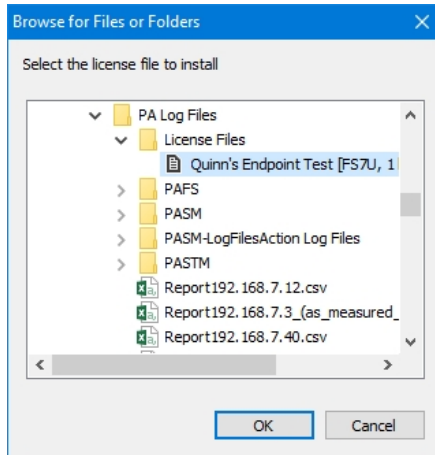 Browse for Files or Folders
Select the license file to install
PA Log Files
License Files
Quinn's Endpoint Test [FS7U, 1
PAFS
PASM
PASM-LogFilesAction Log Files
PASTM
Report192.168.7.12.csv
Report192.168.7.3_(as_measured_
Report192.168.7.40.csv
OK Cancel